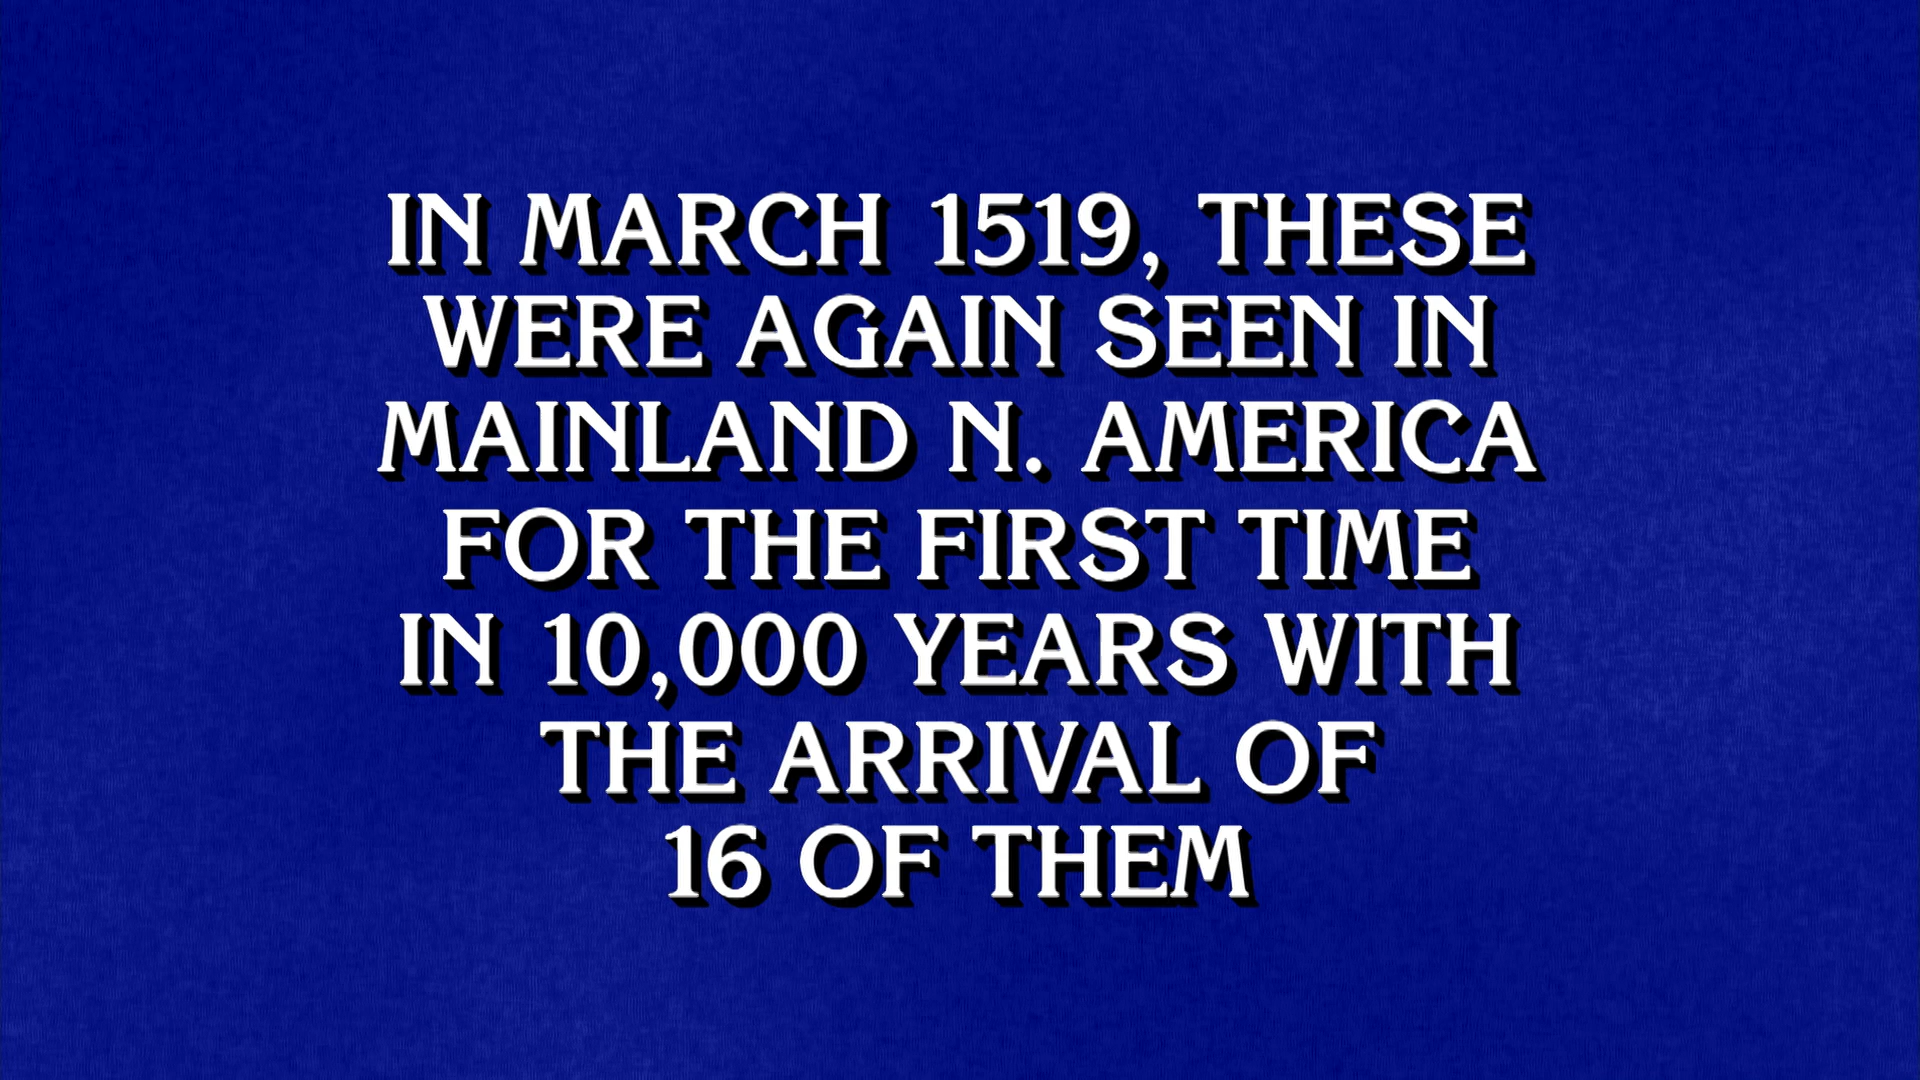 IN MARCH 1519, THESE
WERE AGAIN SEEN IN
MAINLAND N. AMERICA
FOR THE FIRST TIME
IN 10,000 YEARS WITH
THE ARRIVAL OF
16 OF THEM